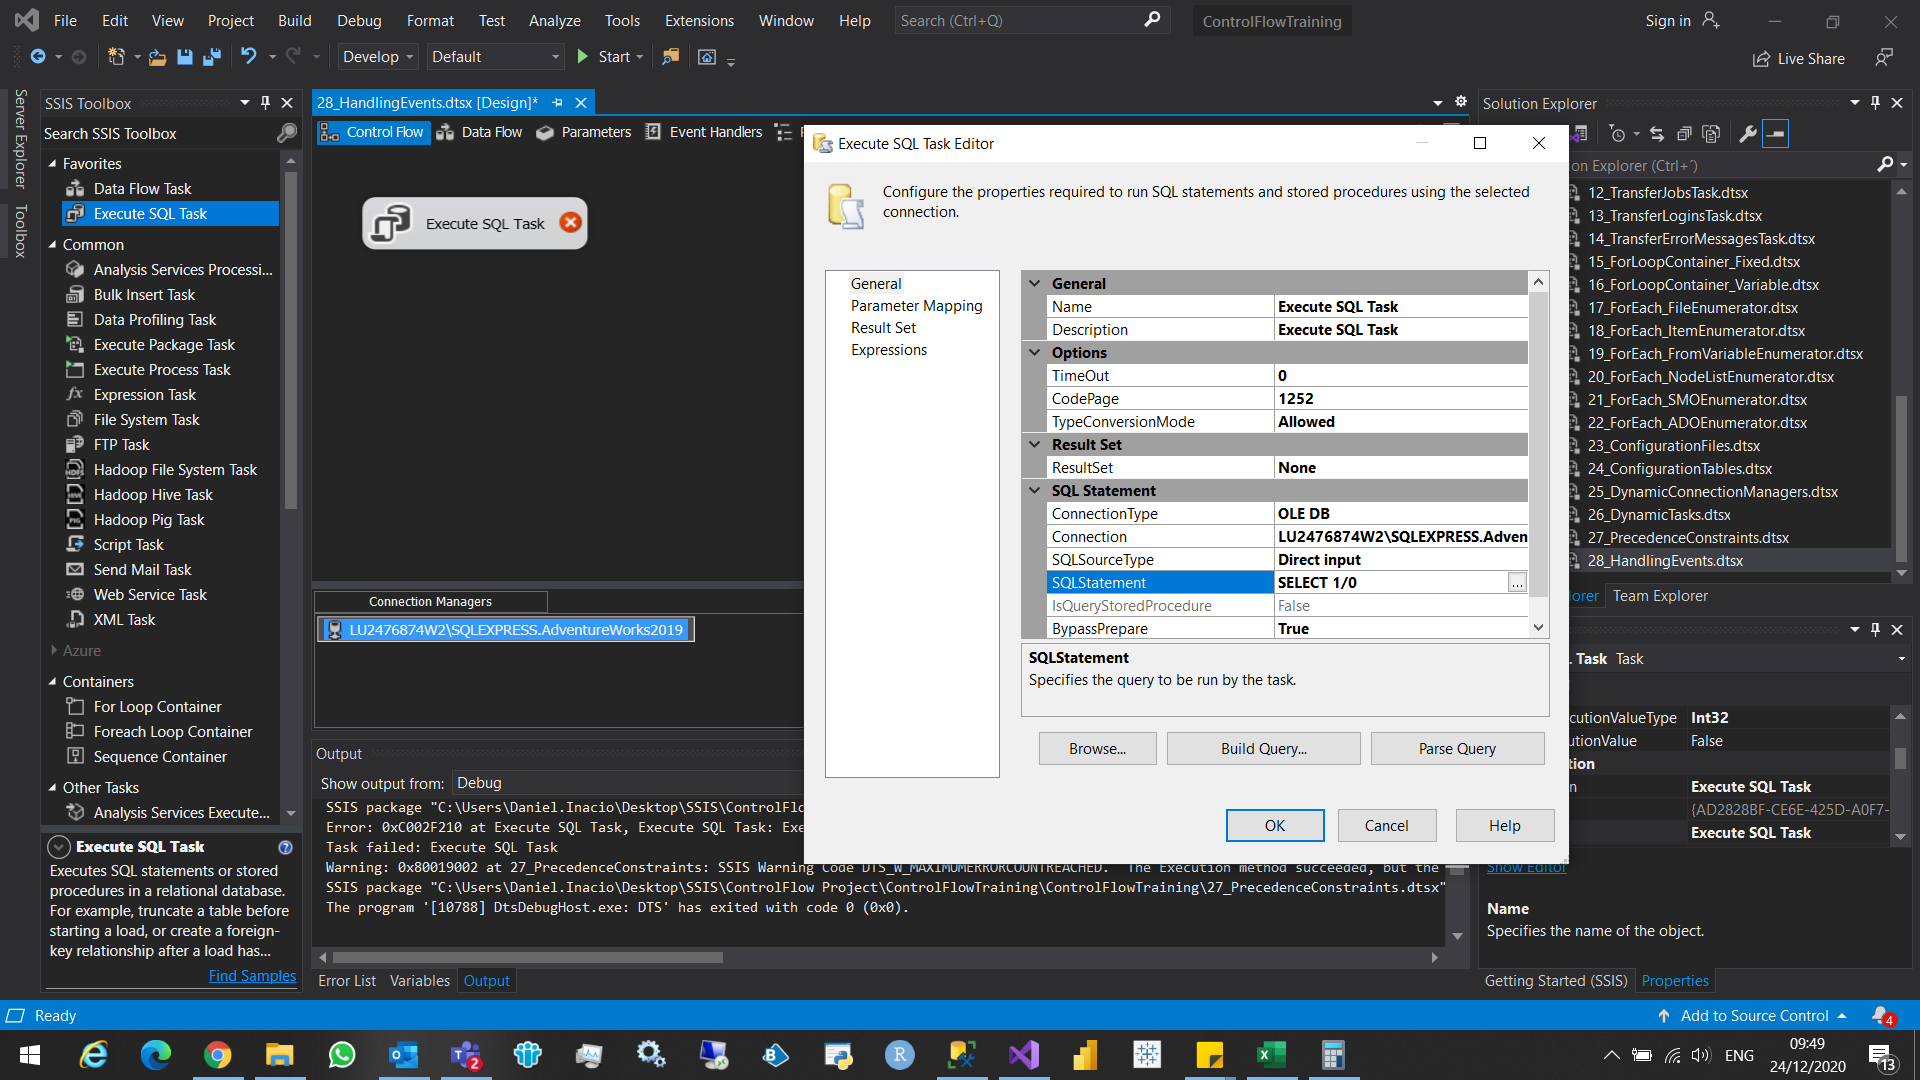 File Edit View Project Build Debug Format Test Analyze Tools Extensions Window Help Search (Ctrl+Q) ControlFlowTraining Sign in
Develop Default Start Live Share
Server Explorer
Toolbox
SSIS Toolbox
Search SSIS Toolbox
Favorites
Data Flow Task
Execute SQL Task
Common
Analysis Services Processi...
Bulk Insert Task
Data Profiling Task
Execute Package Task
Execute Process Task
Expression Task
File System Task
FTP Task
Hadoop File System Task
Hadoop Hive Task
Hadoop Pig Task
Script Task
Send Mail Task
Web Service Task
XML Task
Azure
Containers
For Loop Container
Foreach Loop Container
Sequence Container
Other Tasks
Analysis Services Execute...
Execute SQL Task
Executes SQL statements or stored
procedures in a relational database.
For example, truncate a table before
starting a load, or create a foreign-
key relationship after a load has...
Find Samples
28_HandlingEvents.dtsx [Design]*
Control Flow Data Flow Parameters Event Handlers
Execute SQL Task
Connection Managers
LU2476874W2\SQLEXPRESS.AdventureWorks2019
Output
Show output from: Debug
SSIS package "C:\Users\Daniel.Inacio\Desktop\SSIS\ControlFlo
Error: 0xC002F210 at Execute SQL Task, Execute SQL Task: Exe
Task failed: Execute SQL Task
Warning: 0x80019002 at 27_PrecedenceConstraints: SSIS Warning Code DTS_W_MAXIMUMERRORCOUNTREACHED. The Execution method succeeded, but the
SSIS package "C:\Users\Daniel.Inacio\Desktop\SSIS\ControlFlow Project\ControlFlowTraining\ControlFlowTraining\27_PrecedenceConstraints.dtsx"
The program '[10788] DtsDebugHost.exe: DTS' has exited with code 0 (0x0).
Error List Variables Output
Execute SQL Task Editor
Configure the properties required to run SQL statements and stored procedures using the selected
connection.
General
Parameter Mapping
Result Set
Expressions
General
Name Execute SQL Task
Description Execute SQL Task
Options
TimeOut 0
CodePage 1252
TypeConversionMode Allowed
Result Set
ResultSet None
SQL Statement
ConnectionType OLE DB
Connection LU2476874W2\SQLEXPRESS.Adven
SQLSourceType Direct input
SQLStatement SELECT 1/0 ...
IsQueryStoredProcedure False
BypassPrepare True
SQLStatement
Specifies the query to be run by the task.
Browse... Build Query... Parse Query
OK Cancel Help
Solution Explorer
on Explorer (Ctrl+¨)
12_TransferJobsTask.dtsx
13_TransferLoginsTask.dtsx
14_TransferErrorMessagesTask.dtsx
15_ForLoopContainer_Fixed.dtsx
16_ForLoopContainer_Variable.dtsx
17_ForEach_FileEnumerator.dtsx
18_ForEach_ItemEnumerator.dtsx
19_ForEach_FromVariableEnumerator.dtsx
20_ForEach_NodeListEnumerator.dtsx
21_ForEach_SMOEnumerator.dtsx
22_ForEach_ADOEnumerator.dtsx
23_ConfigurationFiles.dtsx
24_ConfigurationTables.dtsx
25_DynamicConnectionManagers.dtsx
26_DynamicTasks.dtsx
27_PrecedenceConstraints.dtsx
28_HandlingEvents.dtsx
orer Team Explorer
Task Task
cutionValueType Int32
utionValue False
tion
n Execute SQL Task
{AD2828BF-CE6E-425D-A0F7-
Execute SQL Task
Show Editor
Name
Specifies the name of the object.
Getting Started (SSIS) Properties
Ready Add to Source Control 4
2 ENG 09:49
24/12/2020 13